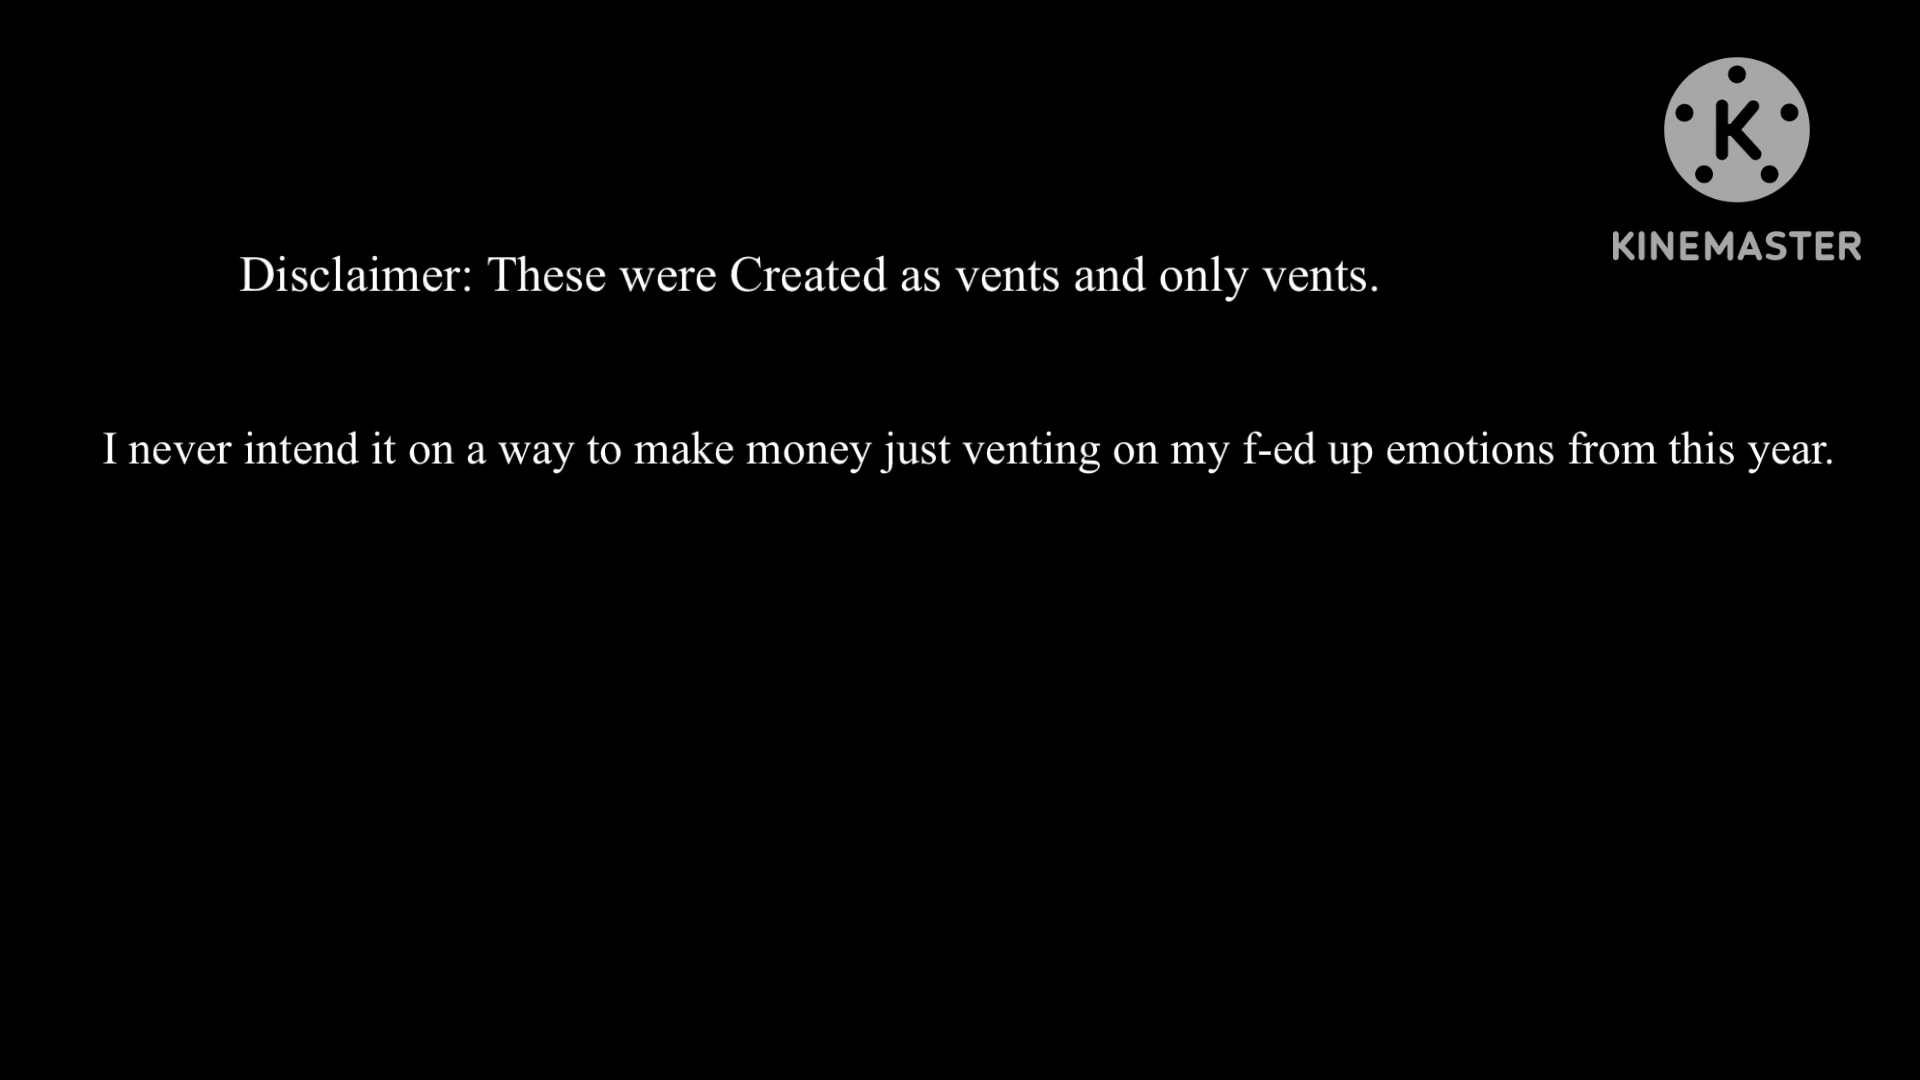 K
KINEMASTER
Disclaimer: These were Created as vents and only vents.
I never intend it on a way to make money just venting on my f-ed up emotions from this year.